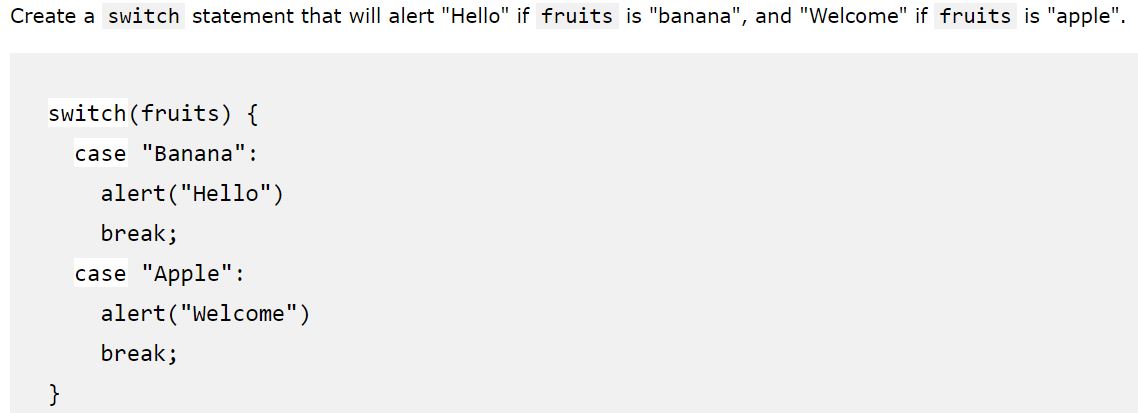 Create a switch statement that will alert "Hello" if fruits is "banana", and "Welcome" if fruits is "apple".
switch(fruits) {
case "Banana":
alert("Hello")
break;
case "Apple":
alert("Welcome")
break;
}